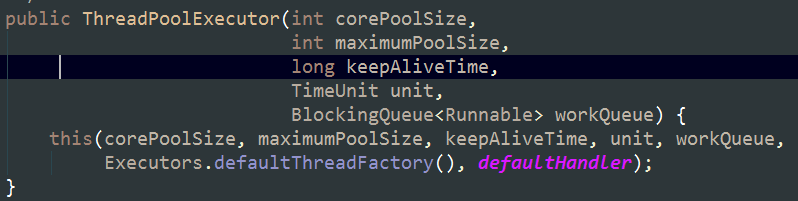 public ThreadPoolExecutor(int corePoolSize,
int maximumPoolSize,
long keepAliveTime,
TimeUnit unit,
BlockingQueue<Runnable> workQueue) {
this(corePoolSize, maximumPoolSize, keepAliveTime, unit, workQueue,
Executors.defaultThreadFactory(), defaultHandler);
}